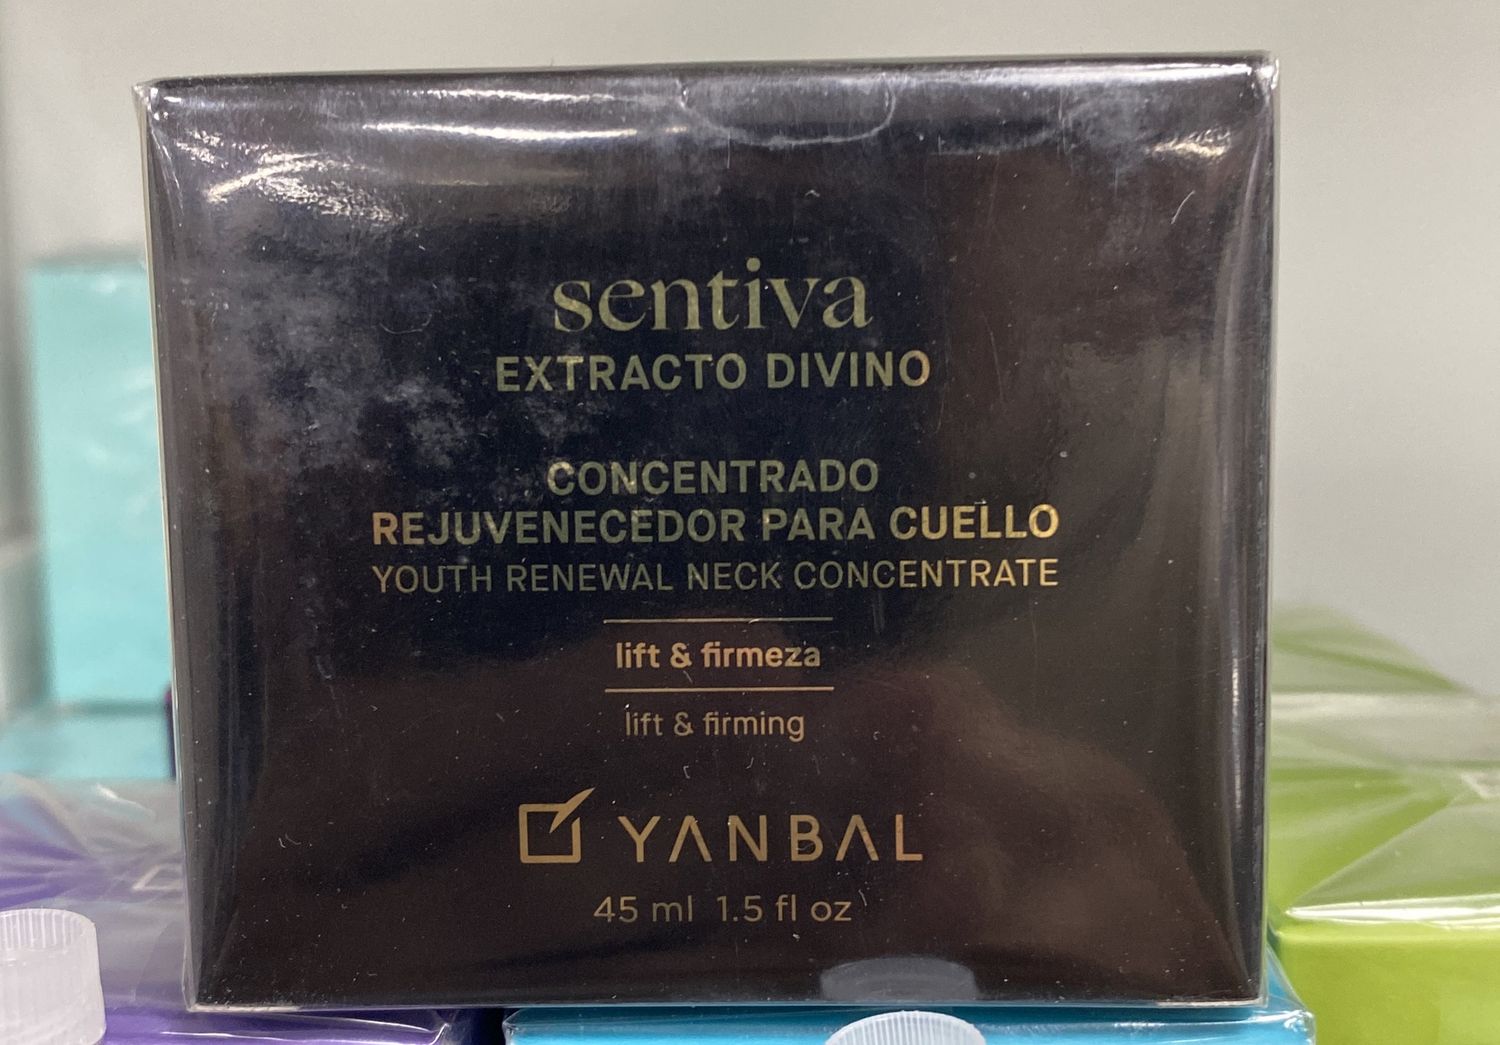 sentiva
EXTRACTO DIVINO
CONCENTRADO
REJUVENECEDOR PARA CUELLO
YOUTH RENEWAL NECK CONCENTRATE
lift & firmeza
lift & firming
YANBAL
45 ml 1.5 fl oz